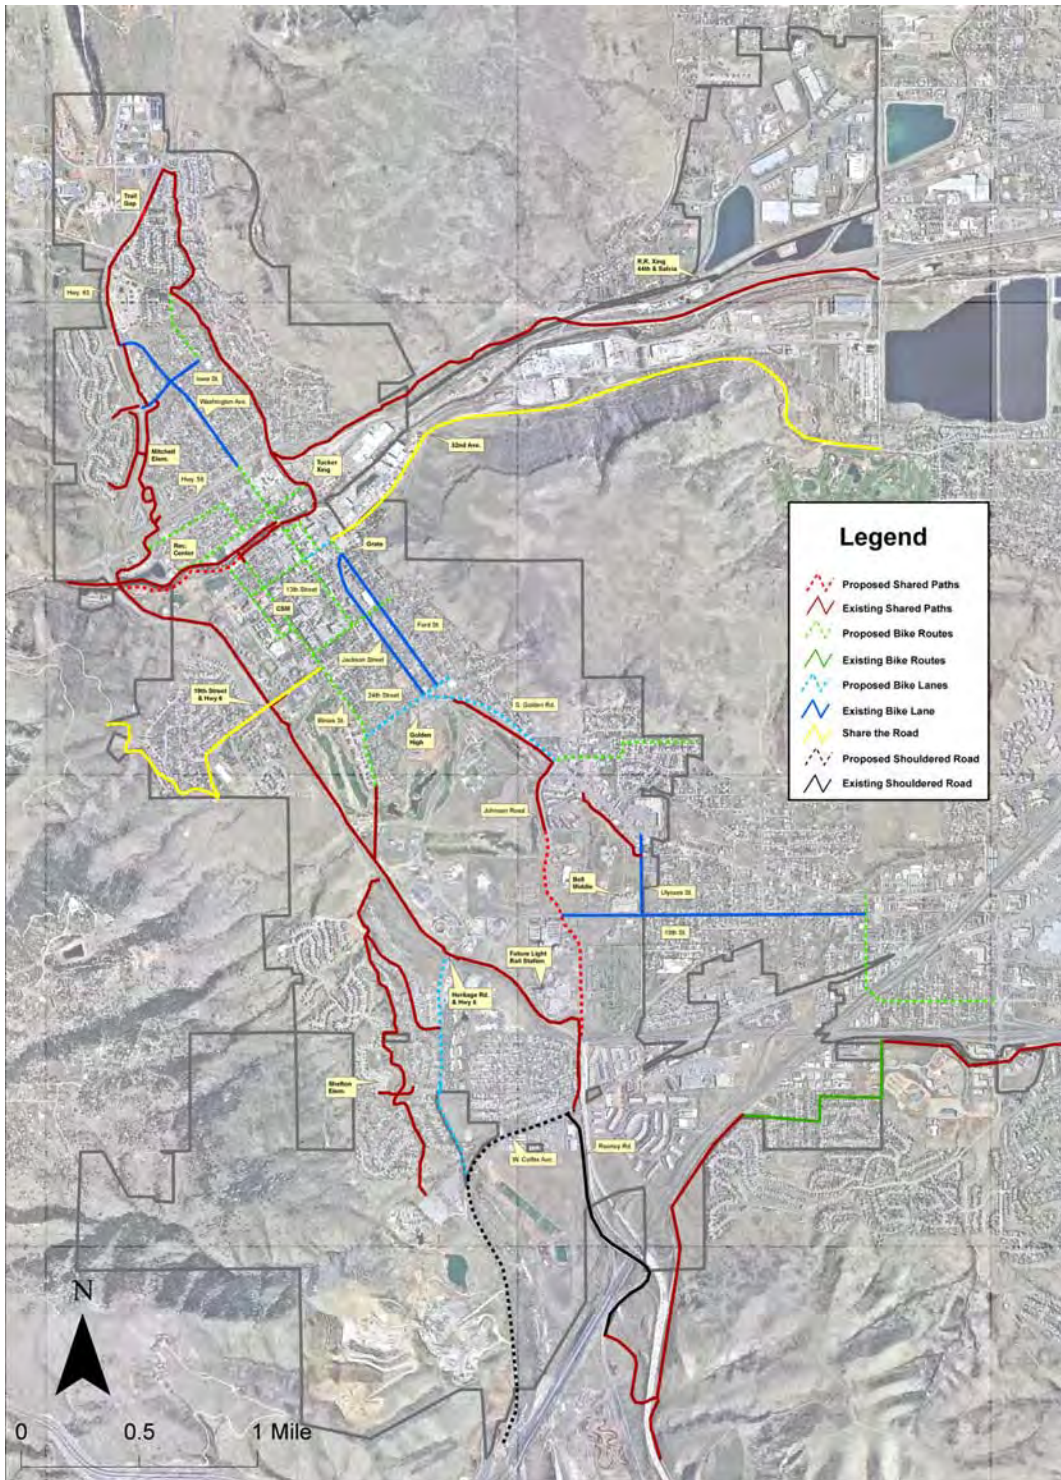 Trail
Gap
R.R. Xing
44th & Salvia
Hwy. 93
Iowa St.
Washington Ave.
32nd Ave.
Mitchell
Elem.
Tucker
Xing
Hwy. 58
Rec.
Center
Grate
13th Street
CSM
Ford St
Jackson Street
19th Street
& Hwy 6
24th Street
Illinois St.
Golden
High
S. Golden Rd.
Johnson Road
Bell
Middle
Ulysses St.
10th St.
Future Light
Rail Station
Heritage Rd.
& Hwy 6
Shelton
Elem.
Rooney Rd.
W. Colfax Ave.
Legend
Proposed Shared Paths
Existing Shared Paths
Proposed Bike Routes
Existing Bike Routes
Proposed Bike Lanes
Existing Bike Lane
Share the Road
Proposed Shouldered Road
Existing Shouldered Road
N
0 0.5 1 Mile